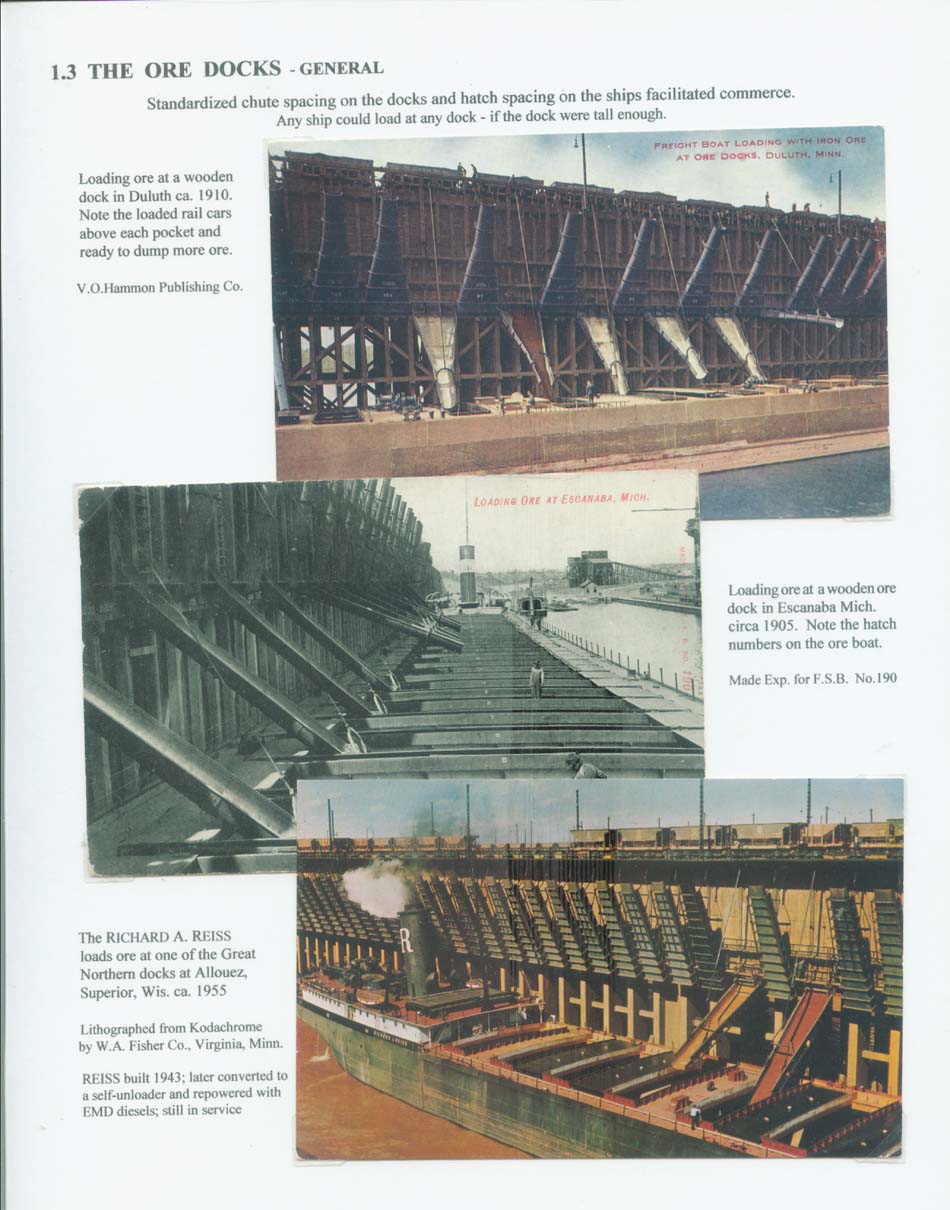 1.3 THE ORE DOCKS - GENERAL
Standardized chute spacing on the docks and hatch spacing on the ships facilitated commerce.
Any ship could load at any dock - if the dock were tall enough.
Loading ore at a wooden
dock in Duluth ca. 1910.
Note the loaded rail cars
above each pocket and
ready to dump more ore.
V.O.Hammon Publishing Co.
FREIGHT BOAT LOADING WITH IRON ORE
AT ORE DOCKS, DULUTH, MINN.
LOADING ORE AT ESCANABA, MICH.
Loading ore at a wooden ore
dock in Escanaba Mich.
circa 1905. Note the hatch
numbers on the ore boat.
Made Exp. for F.S.B. No.190
The RICHARD A. REISS
loads ore at one of the Great
Northern docks at Allouez,
Superior, Wis. ca. 1955
Lithographed from Kodachrome
by W.A. Fisher Co., Virginia, Minn.
REISS built 1943; later converted to
a self-unloader and repowered with
EMD diesels; still in service
R